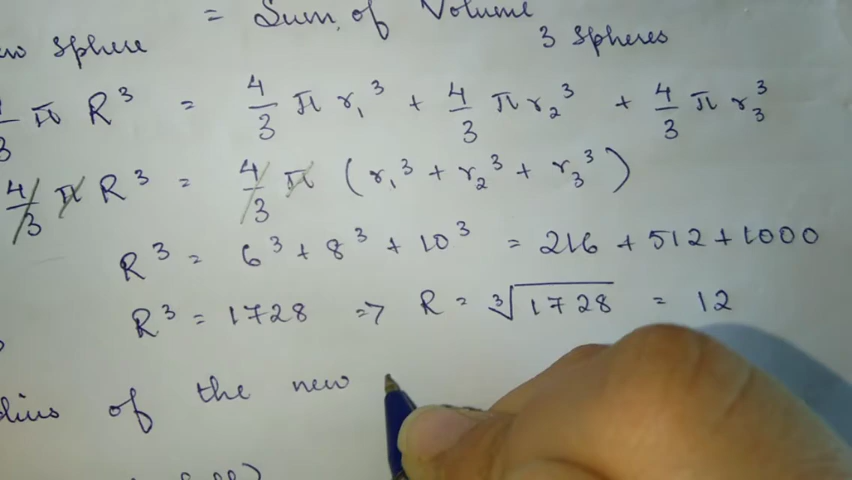 = Sum of Volume
sphere 3 spheres
π R³ = 4/3 π r₁³ + 4/3 π r₂³ + 4/3 π r₃³
4/3 π R³ = 4/3 π (r₁³ + r₂³ + r₃³)
R³ = 6³ + 8³ + 10³ = 216 + 512 + 1000
R³ = 1728 => R = ³√1728 = 12
of the new